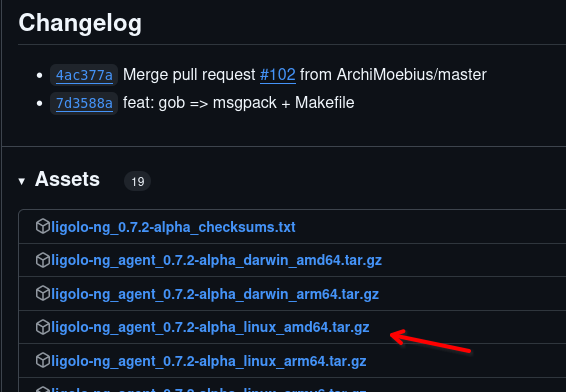 Changelog
4ac377a Merge pull request #102 from ArchiMoebius/master
7d3588a feat: gob => msgpack + Makefile
Assets 19
ligolo-ng_0.7.2-alpha_checksums.txt
ligolo-ng_agent_0.7.2-alpha_darwin_amd64.tar.gz
ligolo-ng_agent_0.7.2-alpha_darwin_arm64.tar.gz
ligolo-ng_agent_0.7.2-alpha_linux_amd64.tar.gz
ligolo-ng_agent_0.7.2-alpha_linux_arm64.tar.gz